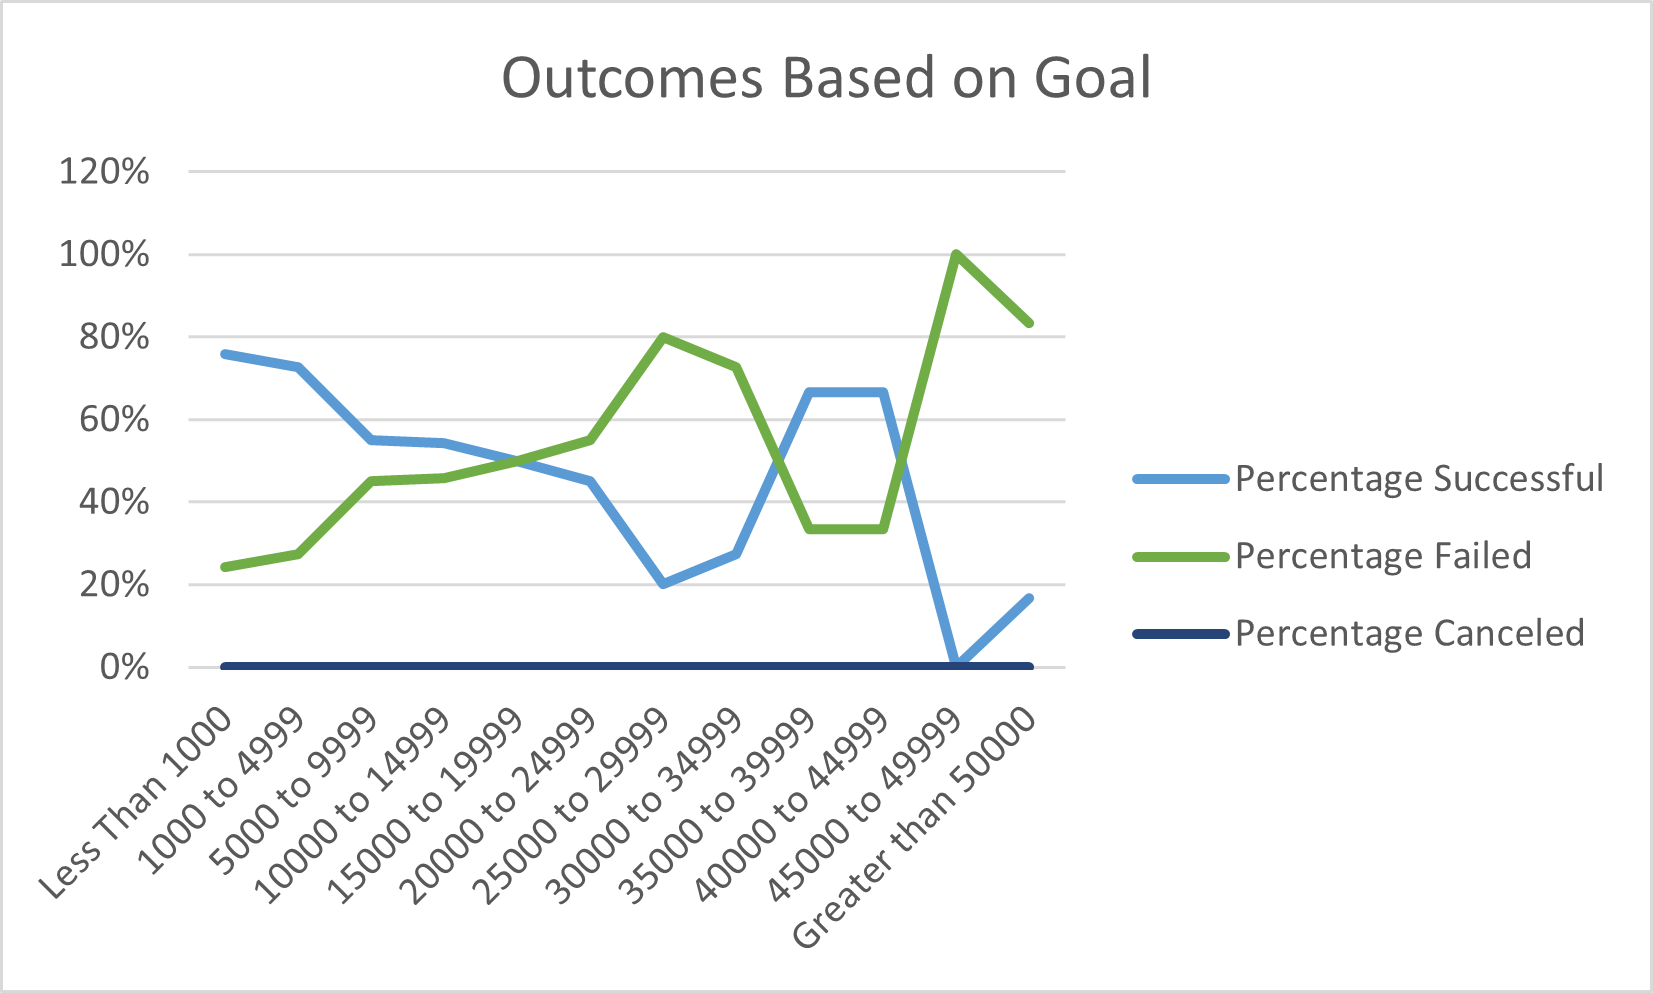 Outcomes Based on Goal
120%
100%
80%
60%
40%
20%
0%
Less Than 1000
1000 to 4999
5000 to 9999
10000 to 14999
15000 to 19999
20000 to 24999
25000 to 29999
30000 to 34999
35000 to 39999
40000 to 44999
45000 to 49999
Greater than 50000
Percentage Successful
Percentage Failed
Percentage Canceled